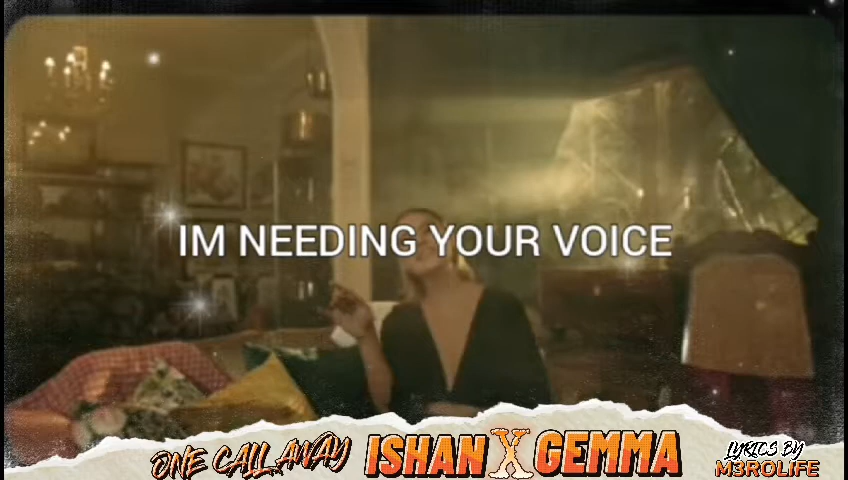 IM NEEDING YOUR VOICE
ONE CALL AWAY ISHAN X GEMMA
LYRICS BY
M3ROLIFE